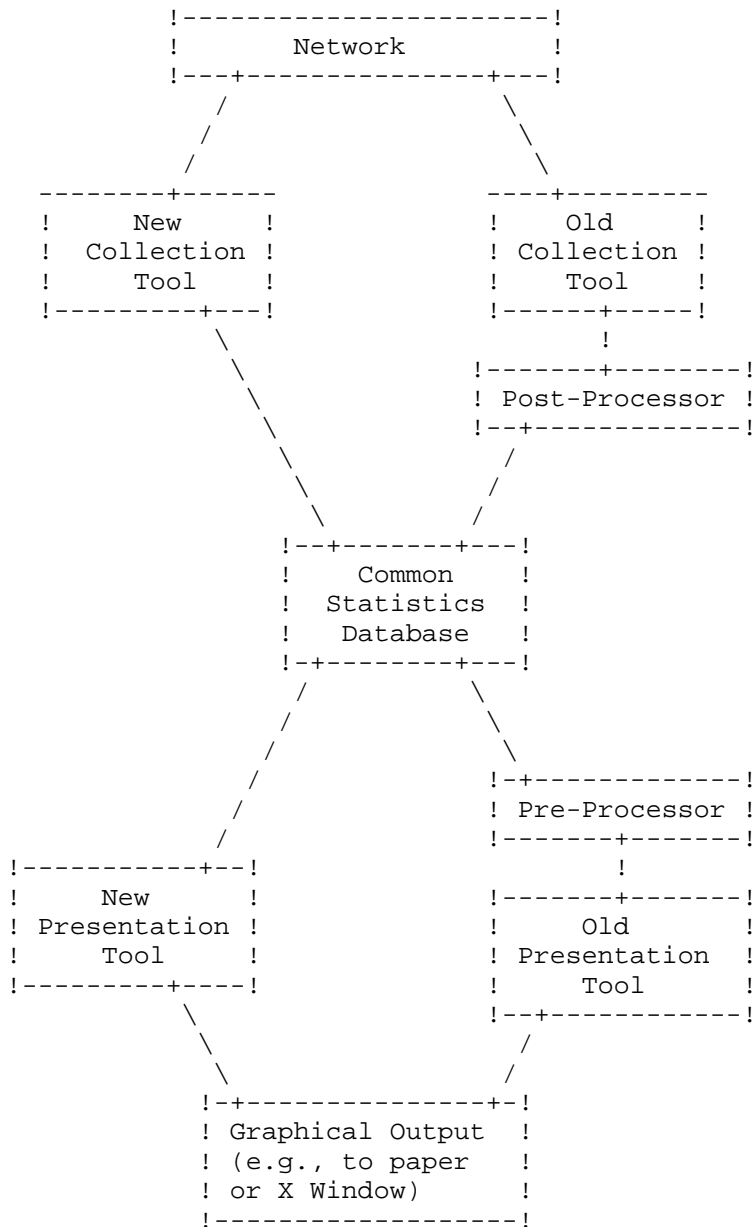 Network
New
Collection
Tool
Old
Collection
Tool
Post-Processor
Common
Statistics
Database
Pre-Processor
New
Presentation
Tool
Old
Presentation
Tool
Graphical Output
(e.g., to paper
or X Window)